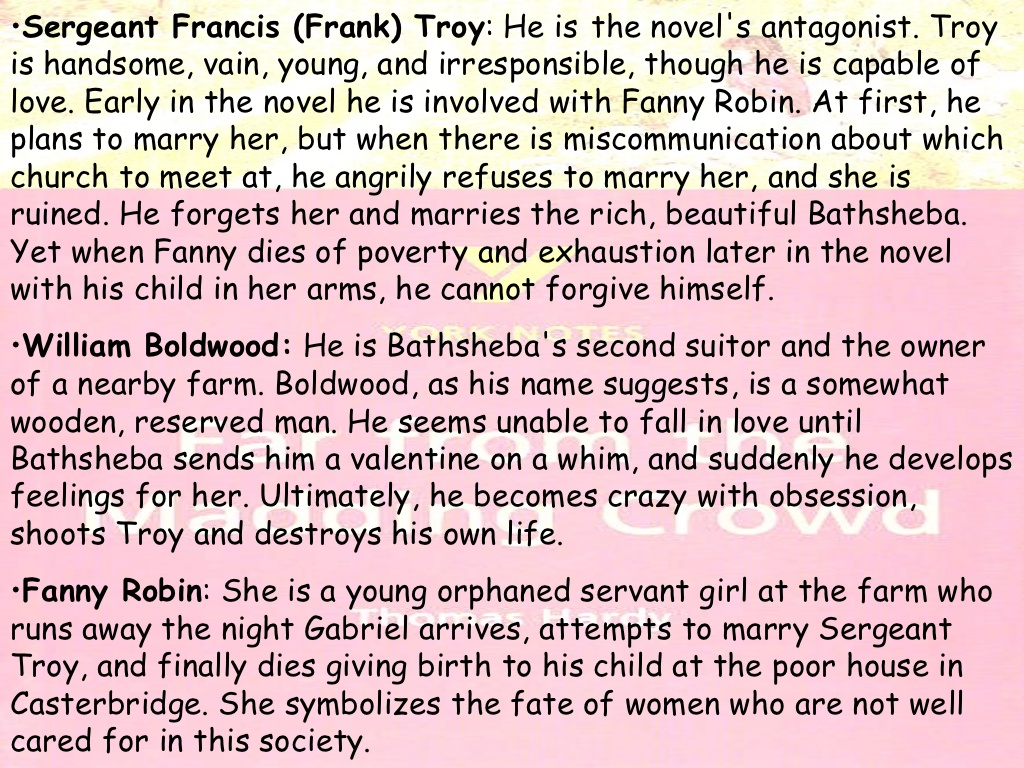 •Sergeant Francis (Frank) Troy: He is the novel's antagonist. Troy
is handsome, vain, young, and irresponsible, though he is capable of
love. Early in the novel he is involved with Fanny Robin. At first, he
plans to marry her, but when there is miscommunication about which
church to meet at, he angrily refuses to marry her, and she is
ruined. He forgets her and marries the rich, beautiful Bathsheba.
Yet when Fanny dies of poverty and exhaustion later in the novel
with his child in her arms, he cannot forgive himself.
YORK NOTES
•William Boldwood: He is Bathsheba's second suitor and the owner
of a nearby farm. Boldwood, as his name suggests, is a somewhat
wooden, reserved man. He seems unable to fall in love until
Far from the
Bathsheba sends him a valentine on a whim, and suddenly he develops
feelings for her. Ultimately, he becomes crazy with obsession,
Madding Crowd
shoots Troy and destroys his own life.
•Fanny Robin: She is a young orphaned servant girl at the farm who
Thomas Hardy
runs away the night Gabriel arrives, attempts to marry Sergeant
Troy, and finally dies giving birth to his child at the poor house in
Casterbridge. She symbolizes the fate of women who are not well
cared for in this society.